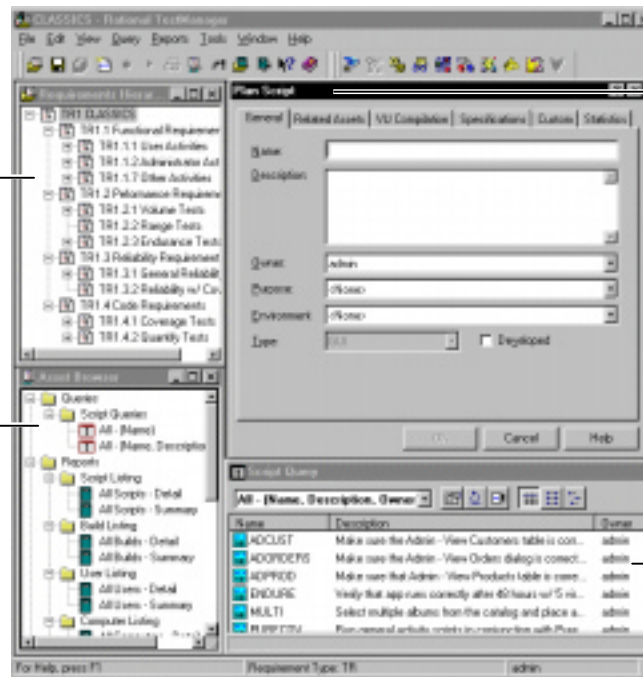 CLASSICS - Rational TestManager
File Edit View Query Reports Tools Window Help
Requirements Hierar...
TR1 CLASSICS
TR1.1 Functional Requiremen
TR1.1.1 User Activities
TR1.1.2 Administrator Act
TR1.1.7 Other Activities
TR1.2 Performance Requireme
TR1.2.1 Volume Tests
TR1.2.2 Range Tests
TR1.2.3 Endurance Tests
TR1.3 Reliability Requirement
TR1.3.1 General Reliabilit
TR1.3.2 Reliability w/ Cov
TR1.4 Code Requirements
TR1.4.1 Coverage Tests
TR1.4.2 Quantify Tests
Plan Script
General Related Assets VU Compilation Specifications Custom Statistics
Name:
Description:
Owner: admin
Purpose: <None>
Environment: <None>
Type: GUI Developed
OK Cancel Help
Asset Browser
Queries
Script Queries
All - (Name)
All - (Name, Descriptio
Reports
Script Listing
All Scripts - Detail
All Scripts - Summary
Build Listing
All Builds - Detail
All Builds - Summary
User Listing
All Users - Detail
All Users - Summary
Computer Listing
Script Query
All - (Name, Description, Owner
Name Description Owner
ADCUST Make sure the Admin - View Customers table is con... admin
ADORDERS Make sure the Admin - View Orders dialog is correct... admin
ADPROD Make sure that Admin - View Products table is corre... admin
ENDURE Verify that app runs correctly after 48 hours w/ 5 mi... admin
MULTI Select multiple albums from the catalog and place a... admin
For Help, press F1 Requirement Type: TR admin